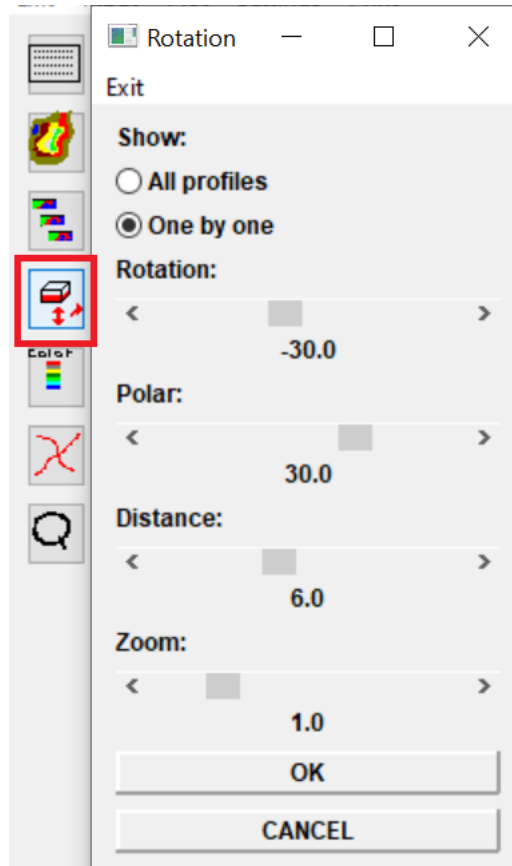 Rotation
Exit
Show:
All profiles
One by one
Rotation:
-30.0
Polar:
30.0
Distance:
6.0
Zoom:
1.0
OK
CANCEL